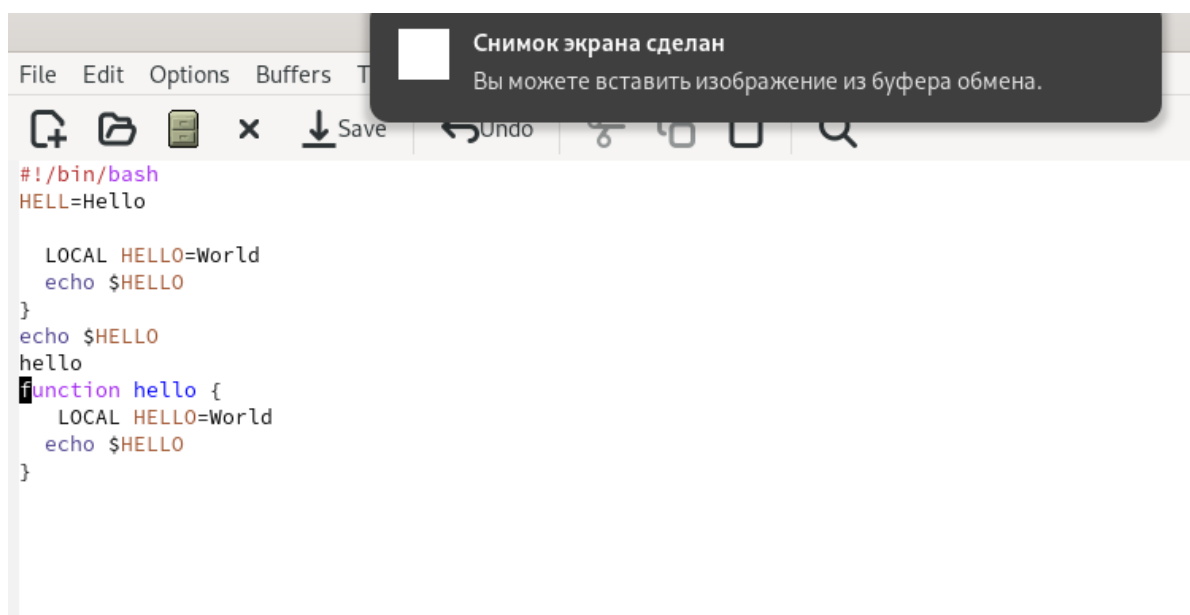 Снимок экрана сделан
Вы можете вставить изображение из буфера обмена.
File Edit Options Buffers T
Save Undo
#!/bin/bash
HELL=Hello
  LOCAL HELLO=World
  echo $HELLO
}
echo $HELLO
hello
function hello {
   LOCAL HELLO=World
  echo $HELLO
}